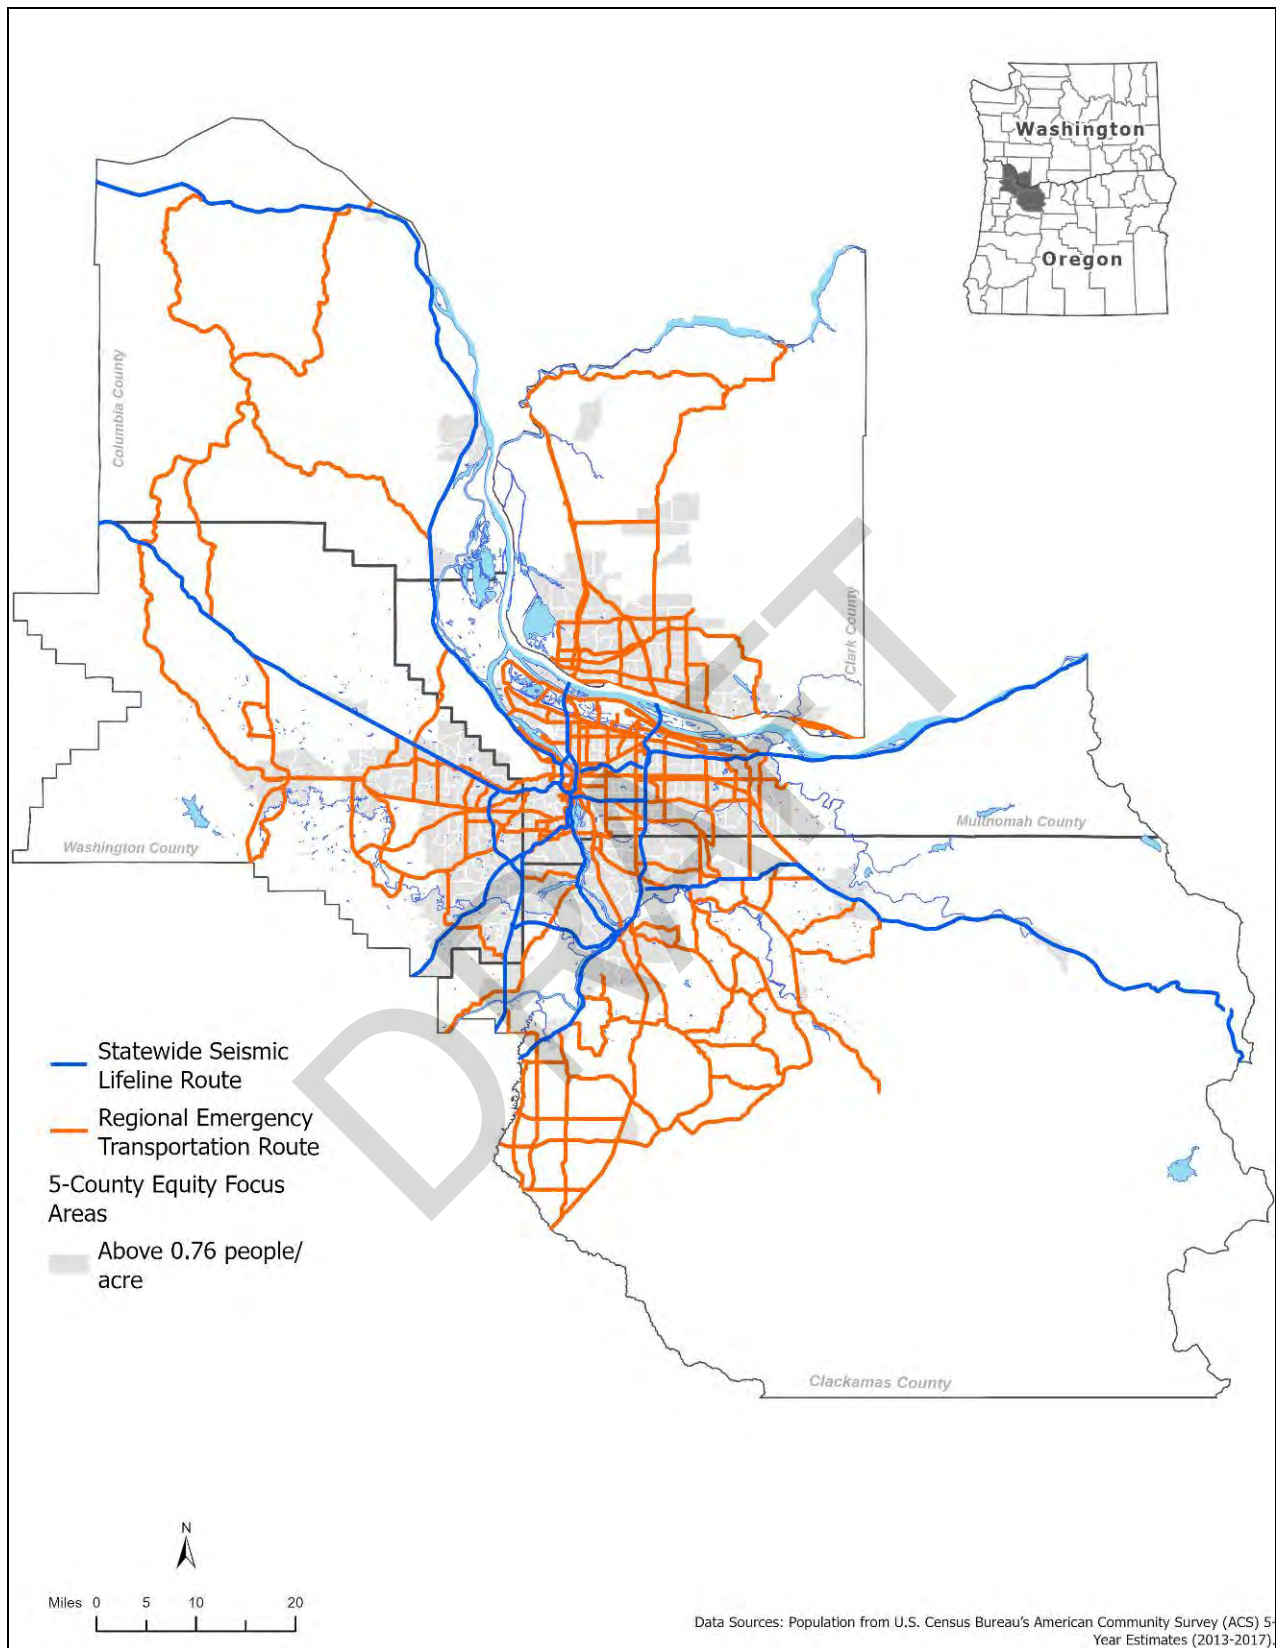 Washington
Oregon
Columbia County
Clark County
Multnomah County
Washington County
DRAFT
Statewide Seismic
Lifeline Route
Regional Emergency
Transportation Route
5-County Equity Focus
Areas
Above 0.76 people/
acre
Clackamas County
N
Miles 0 5 10 20
Data Sources: Population from U.S. Census Bureau's American Community Survey (ACS) 5-
Year Estimates (2013-2017)